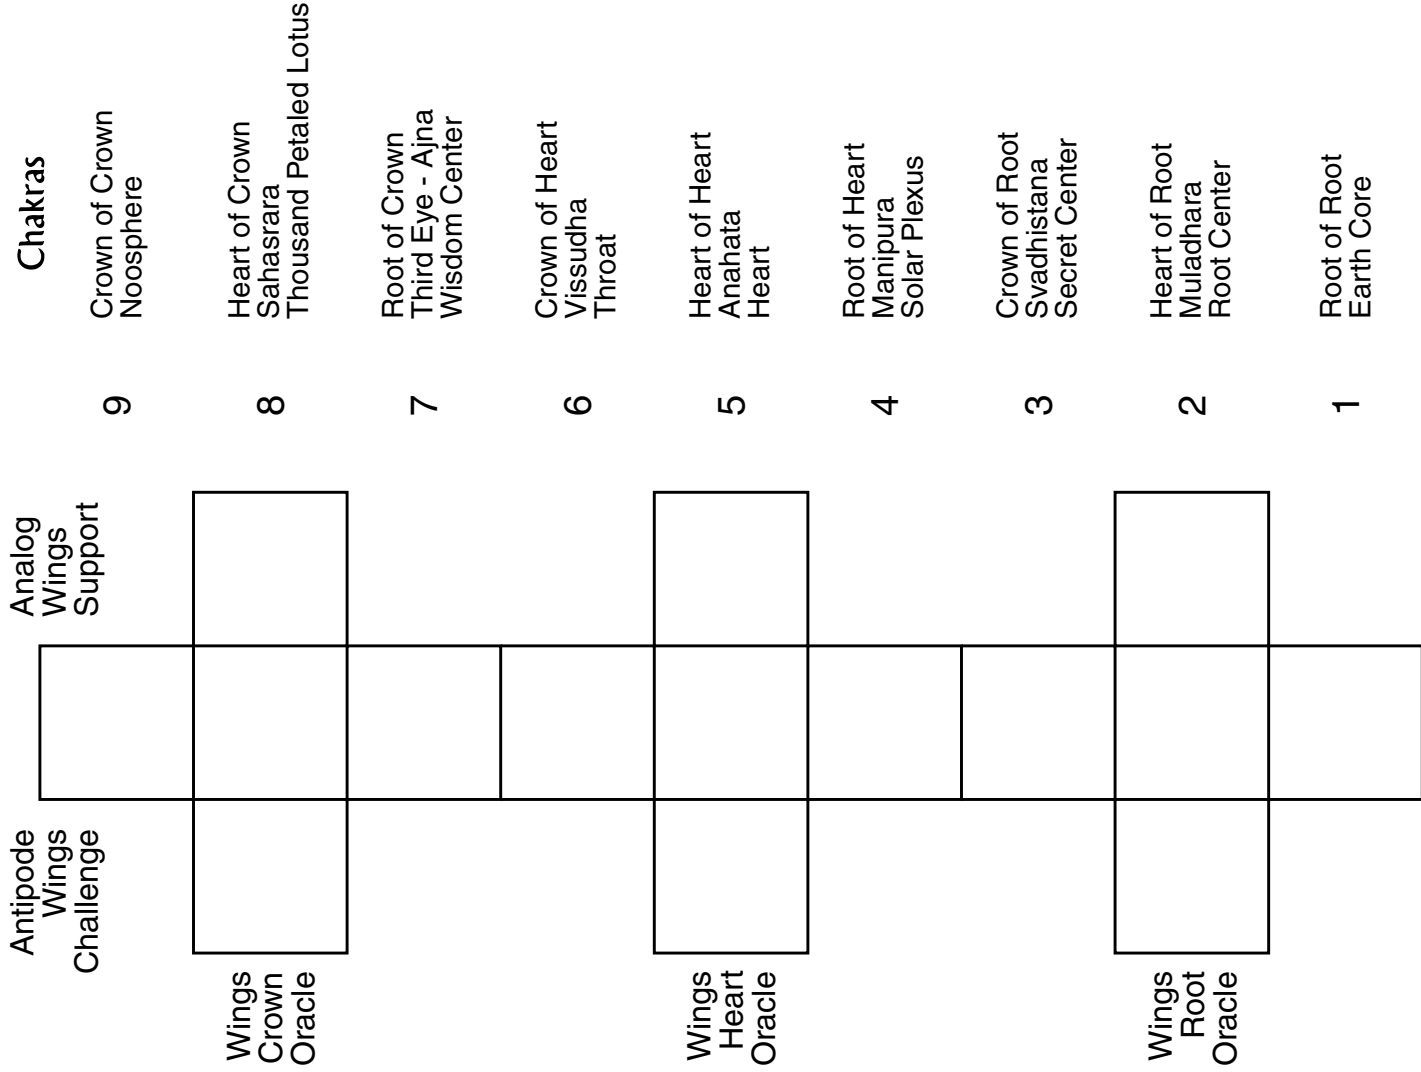 Chakras
Antipode
Wings
Challenge
Analog
Wings
Support
9
Crown of Crown
Noosphere
Wings
Crown
Oracle
8
Heart of Crown
Sahasrara
Thousand Petaled Lotus
7
Root of Crown
Third Eye - Ajna
Wisdom Center
6
Crown of Heart
Vissudha
Throat
Wings
Heart
Oracle
5
Heart of Heart
Anahata
Heart
4
Root of Heart
Manipura
Solar Plexus
3
Crown of Root
Svadhistana
Secret Center
Wings
Root
Oracle
2
Heart of Root
Muladhara
Root Center
1
Root of Root
Earth Core